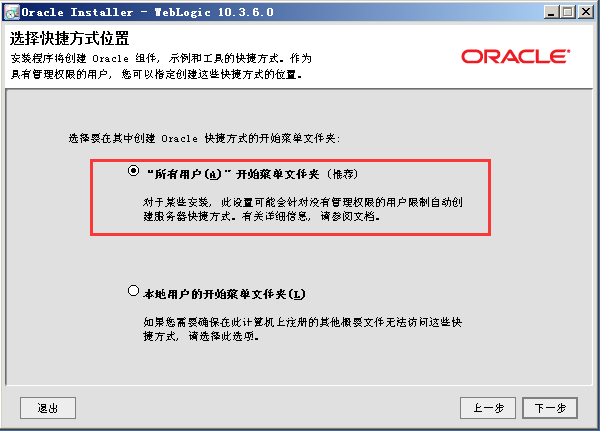 Oracle Installer - WebLogic 10.3.6.0
选择快捷方式位置
安装程序将创建 Oracle 组件, 示例和工具的快捷方式。作为
具有管理权限的用户, 您可以指定创建这些快捷方式的位置。
ORACLE
选择要在其中创建 Oracle 快捷方式的开始菜单文件夹:
"所有用户(A)"开始菜单文件夹 (推荐)
对于某些安装, 此设置可能会针对没有管理权限的用户限制自动创
建服务器快捷方式。有关详细信息, 请参阅文档。
本地用户的开始菜单文件夹(L)
如果您需要确保在此计算机上注册的其他概要文件无法访问这些快
捷方式, 请选择此选项。
退出
上一步
下一步